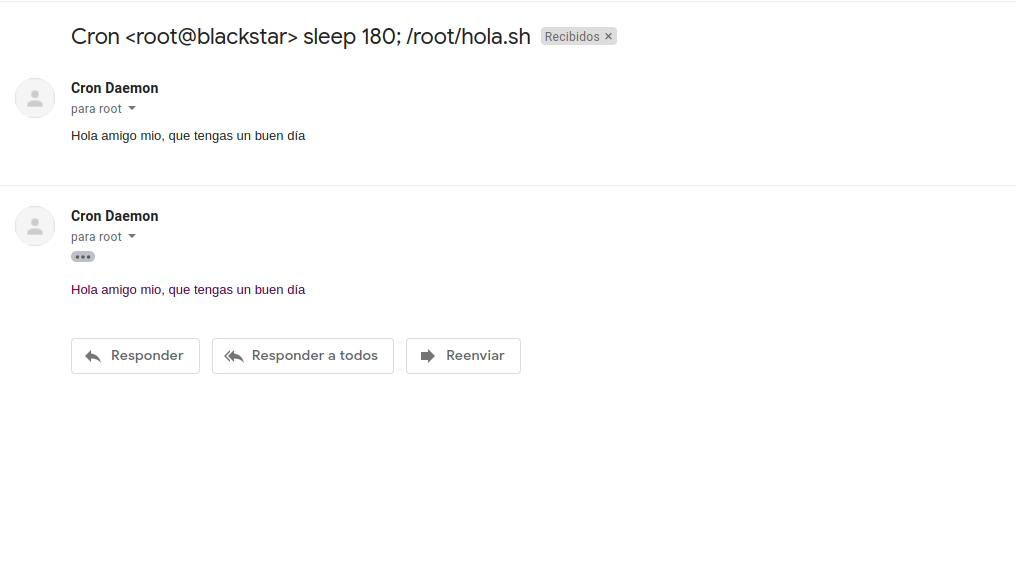 Cron <root@blackstar> sleep 180; /root/hola.sh Recibidos ×
Cron Daemon
para root
Hola amigo mio, que tengas un buen día
Cron Daemon
para root
Hola amigo mio, que tengas un buen día
Responder Responder a todos Reenviar